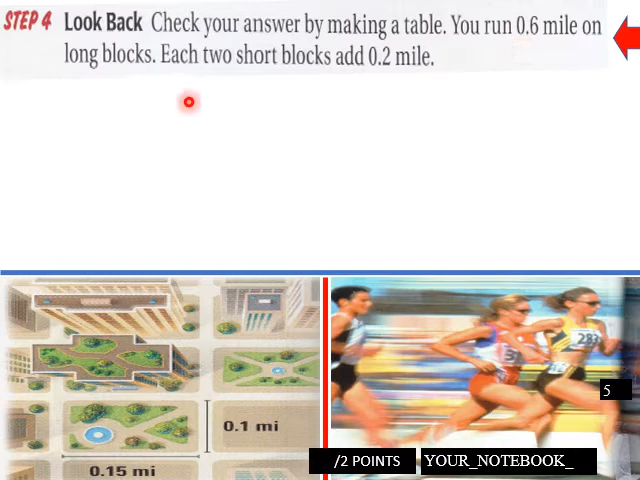 STEP 4 Look Back Check your answer by making a table. You run 0.6 mile on
long blocks. Each two short blocks add 0.2 mile.
0.1 mi
0.15 mi
283
5
/2 POINTS
YOUR_NOTEBOOK_